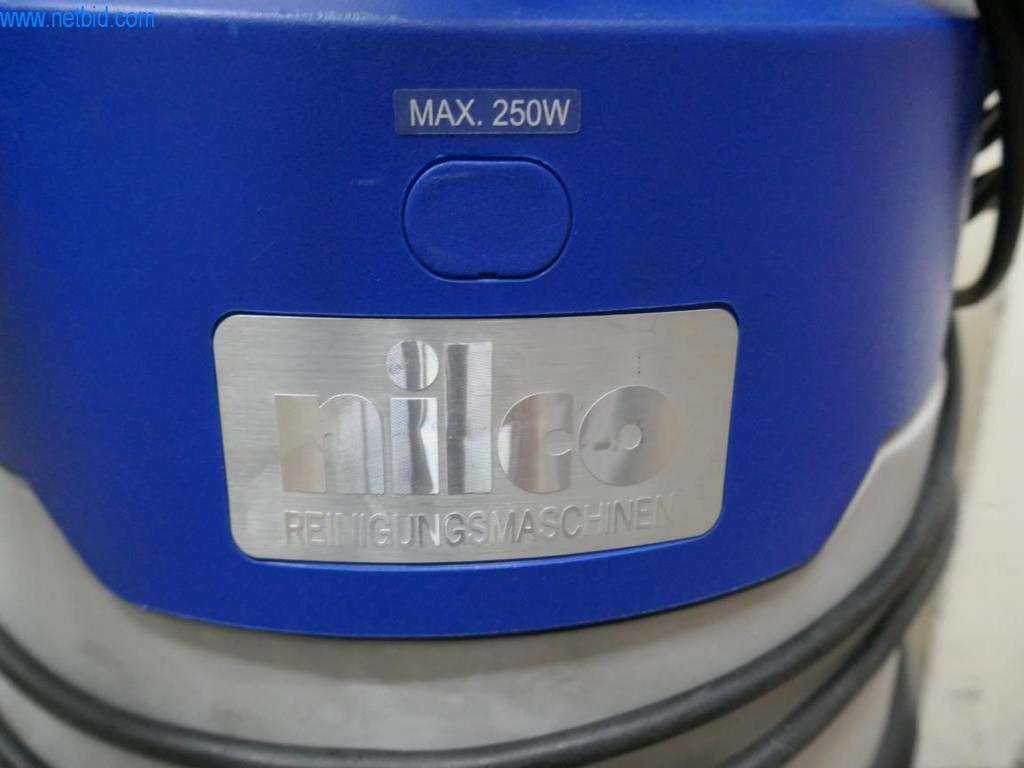 www.netbid.com
MAX. 250W
nilco
REINIGUNGSMASCHINEN